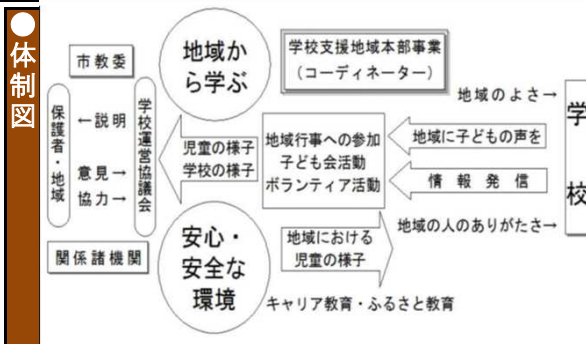 ●体制図
市教委
保護者・地域
←説明
意見→
協力→
学校運営協議会
関係諸機関
地域か
ら学ぶ
児童の様子
学校の様子
安心・
安全な
環境
学校支援地域本部事業
(コーディネーター)
地域行事への参加
子ども会活動
ボランティア活動
地域における
児童の様子
キャリア教育・ふるさと教育
地域のよさ→
地域に子どもの声を
情報発信
地域の人のありがたさ→
学校